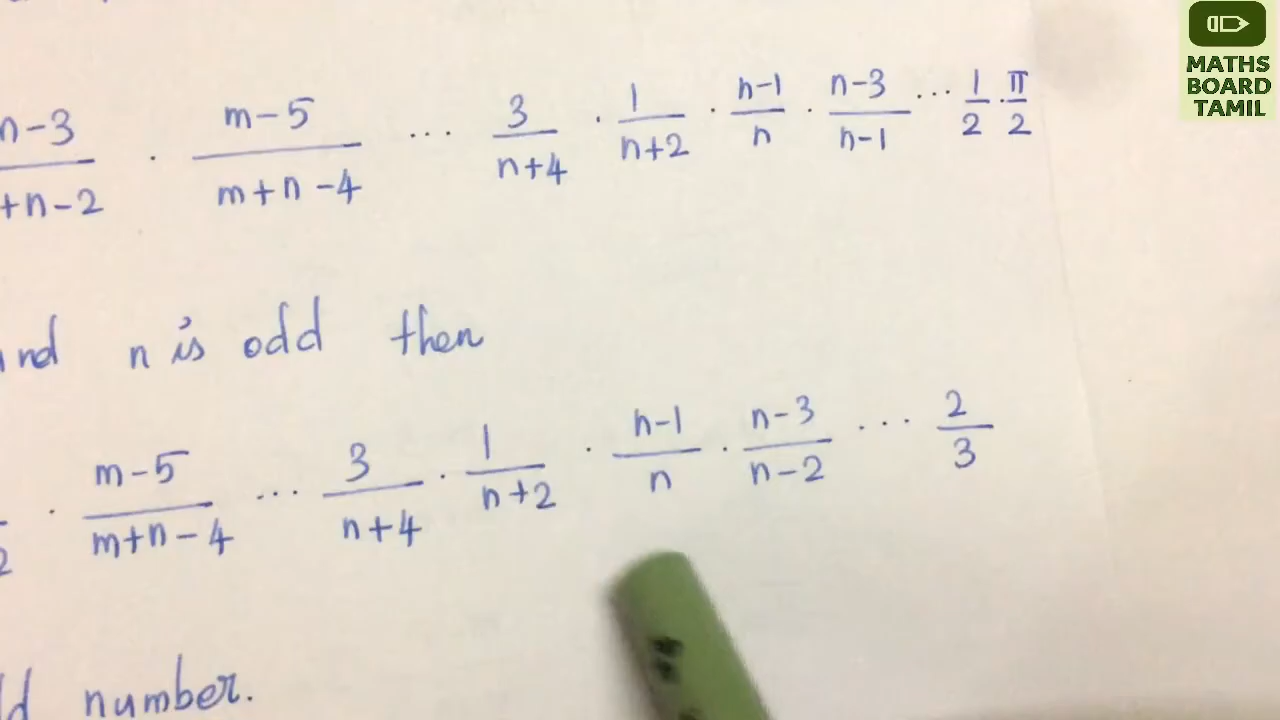 n-3/+n-2 · m-5/m+n-4 ... 3/n+4 · 1/n+2 · n-1/n · n-3/n-1 ... 1/2 · π/2
and n is odd then
2 · m-5/m+n-4 ... 3/n+4 · 1/n+2 · n-1/n · n-3/n-2 ... 2/3
number.
MATHS
BOARD
TAMIL